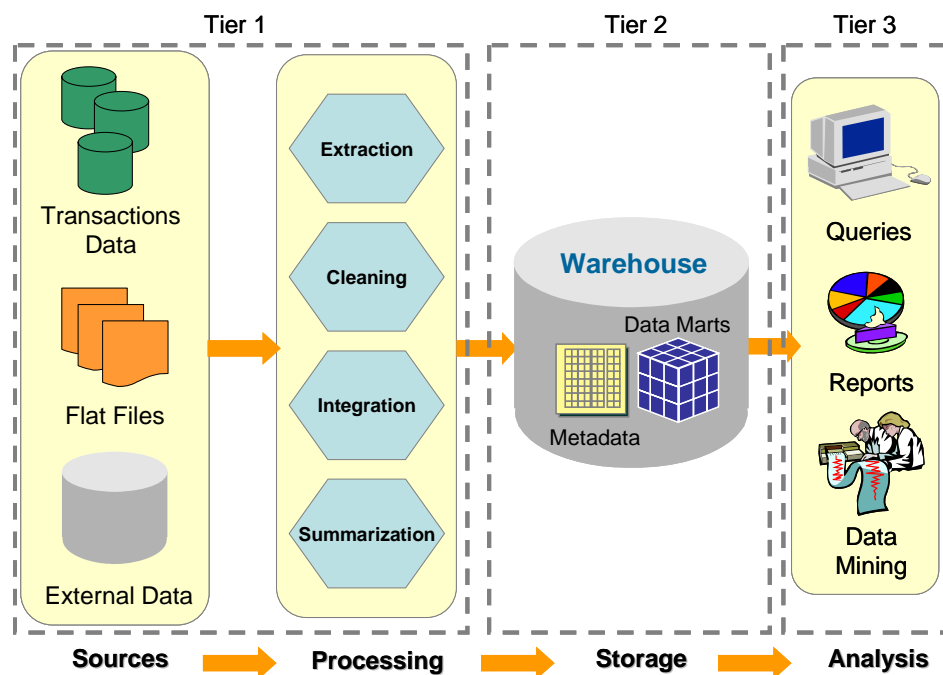 Tier 1
Tier 2
Tier 3
Transactions
Data
Flat Files
External Data
Extraction
Cleaning
Integration
Summarization
Warehouse
Data Marts
Metadata
Queries
Reports
Data
Mining
Sources
Processing
Storage
Analysis